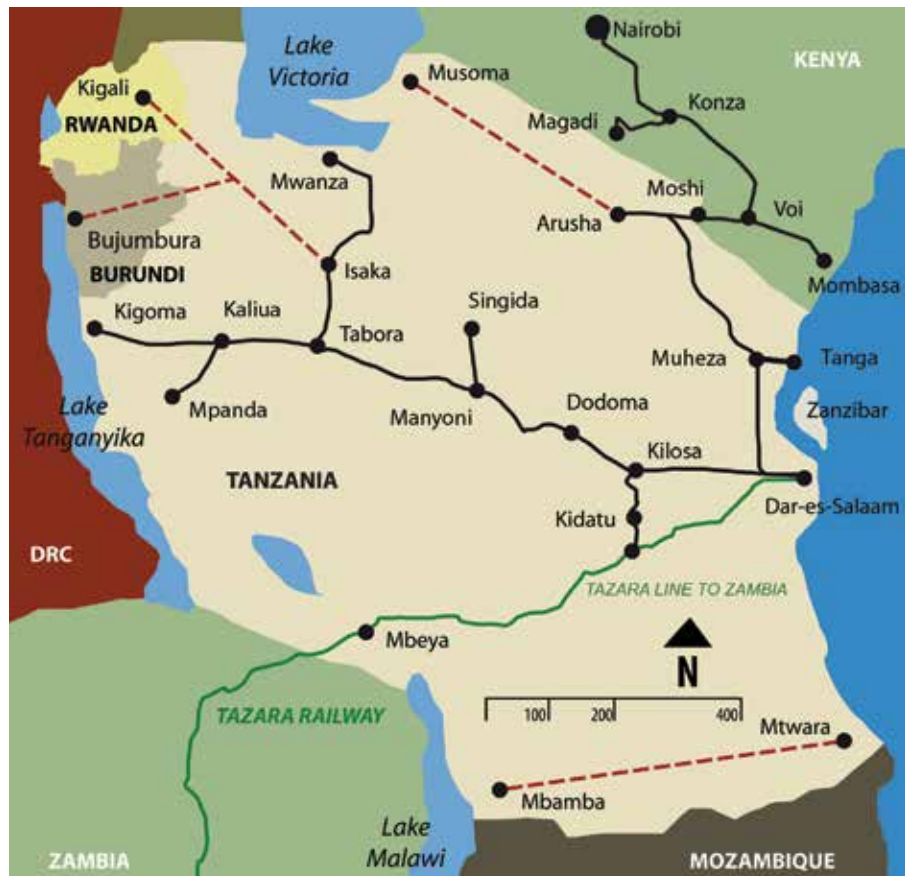 Nairobi
Lake
Victoria
KENYA
Musoma
Kigali
Konza
RWANDA
Magadi
Mwanza
Moshi
Voi
Arusha
Bujumbura
BURUNDI
Isaka
Mombasa
Singida
Kigoma
Kaliua
Tabora
Muheza
Tanga
Mpanda
Lake
Tanganyika
Manyoni
Dodoma
Zanzibar
Kilosa
TANZANIA
Dar-es-Salaam
Kidatu
DRC
TAZARA LINE TO ZAMBIA
Mbeya
N
TAZARA RAILWAY
100
200
400
Mtwara
Mbamba
Lake
Malawi
ZAMBIA
MOZAMBIQUE